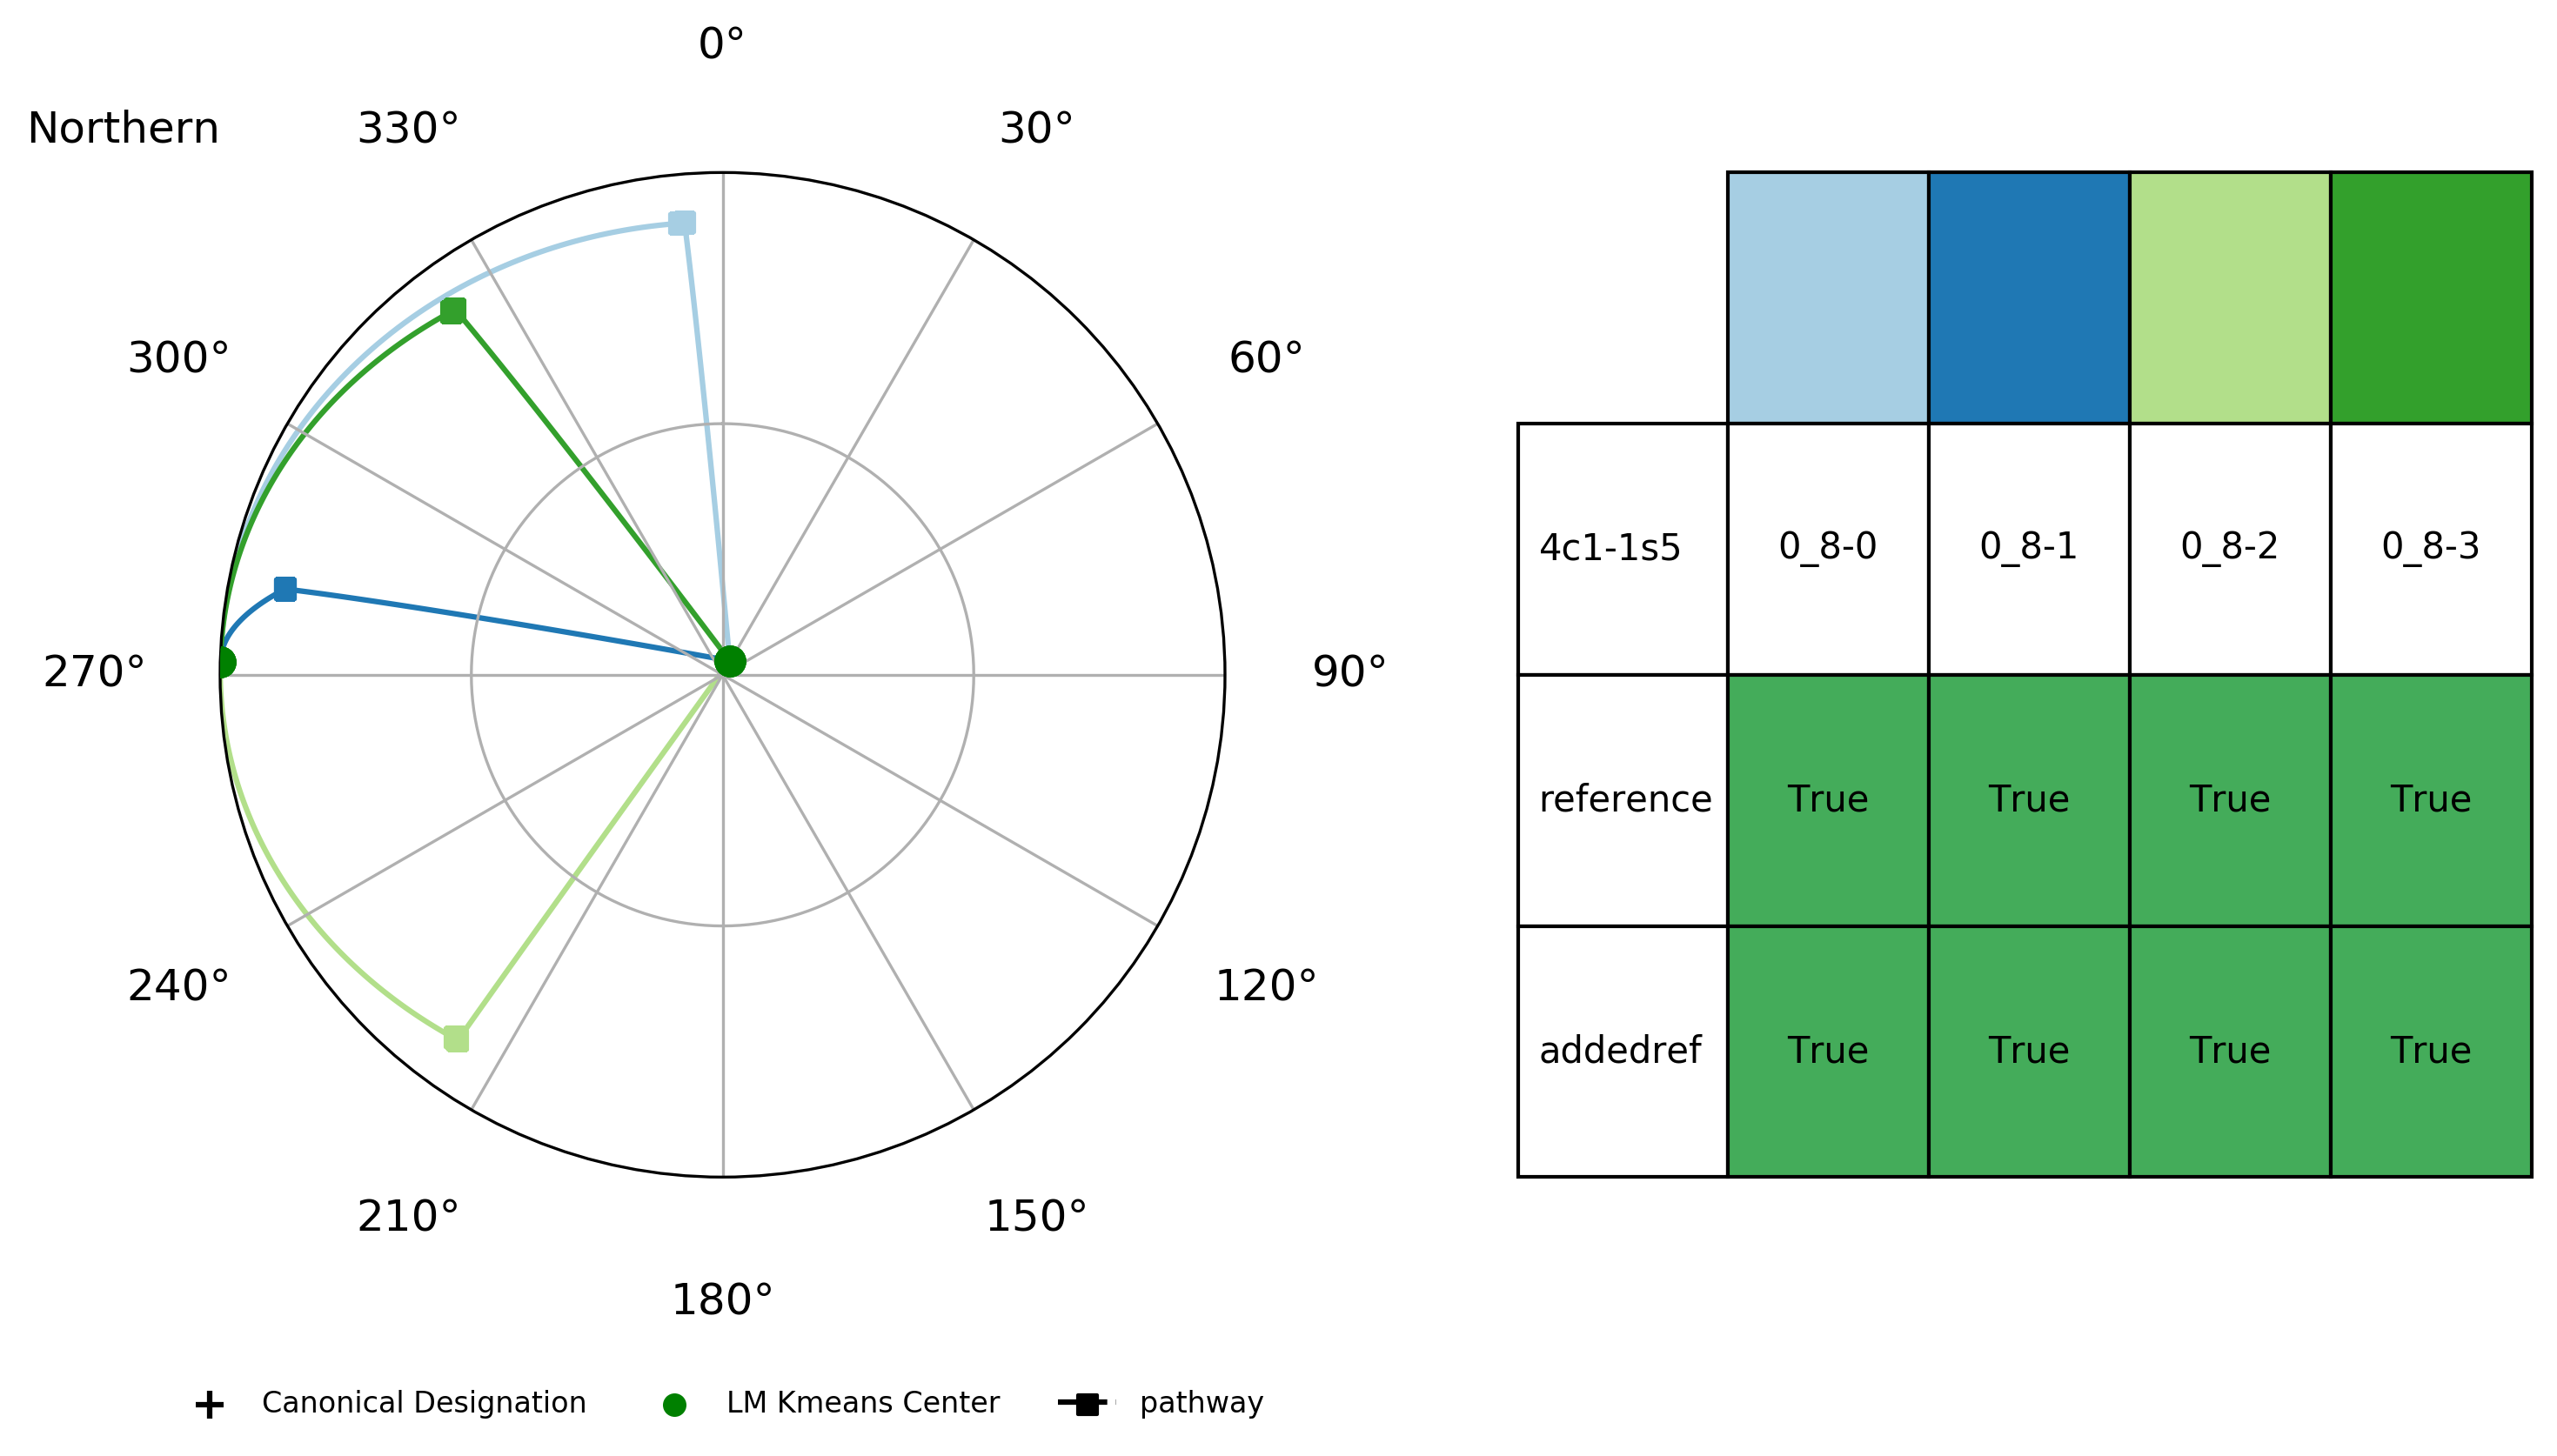 0°
Northern
330°
30°
300°
60°
270°
90°
240°
120°
210°
150°
180°
4c1-1s5 0_8-0 0_8-1 0_8-2 0_8-3
reference True True True True
addedref True True True True
Canonical Designation LM Kmeans Center pathway